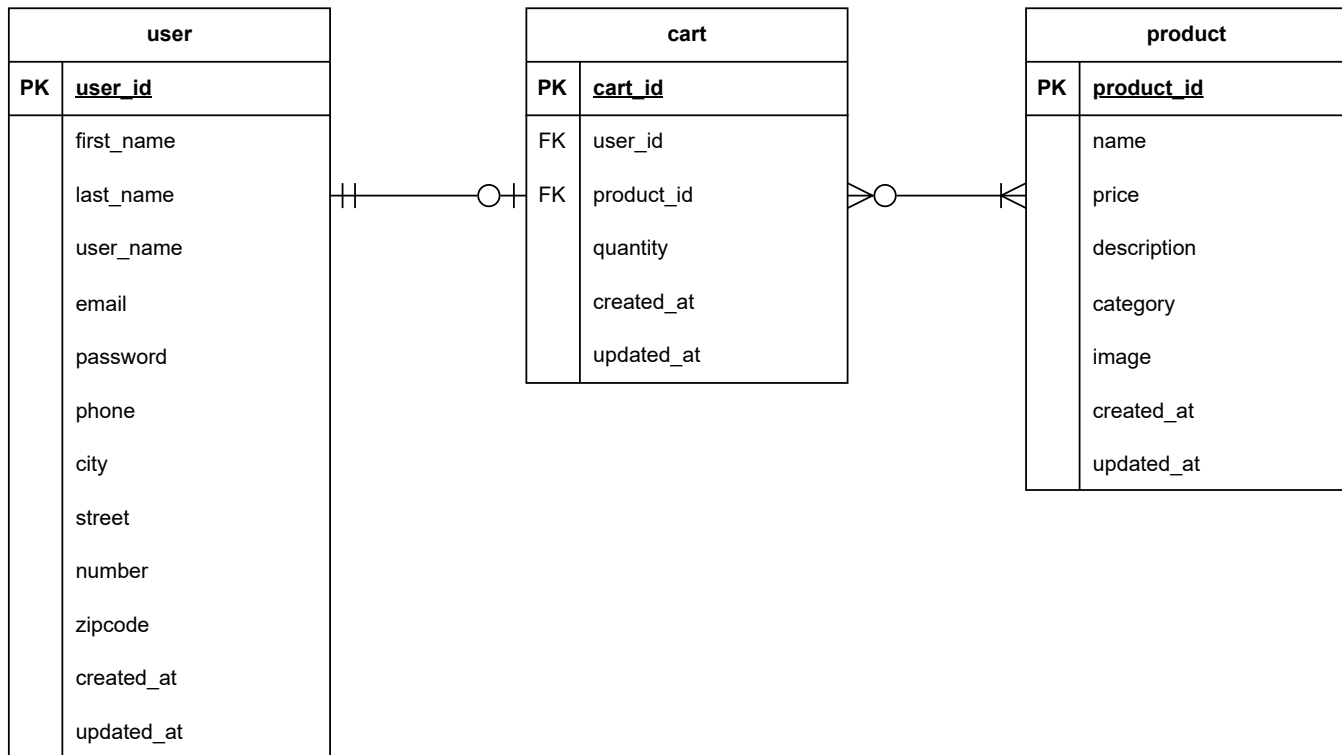 user
PK user_id
first_name
last_name
user_name
email
password
phone
city
street
number
zipcode
created_at
updated_at
cart
PK cart_id
FK user_id
FK product_id
quantity
created_at
updated_at
product
PK product_id
name
price
description
category
image
created_at
updated_at